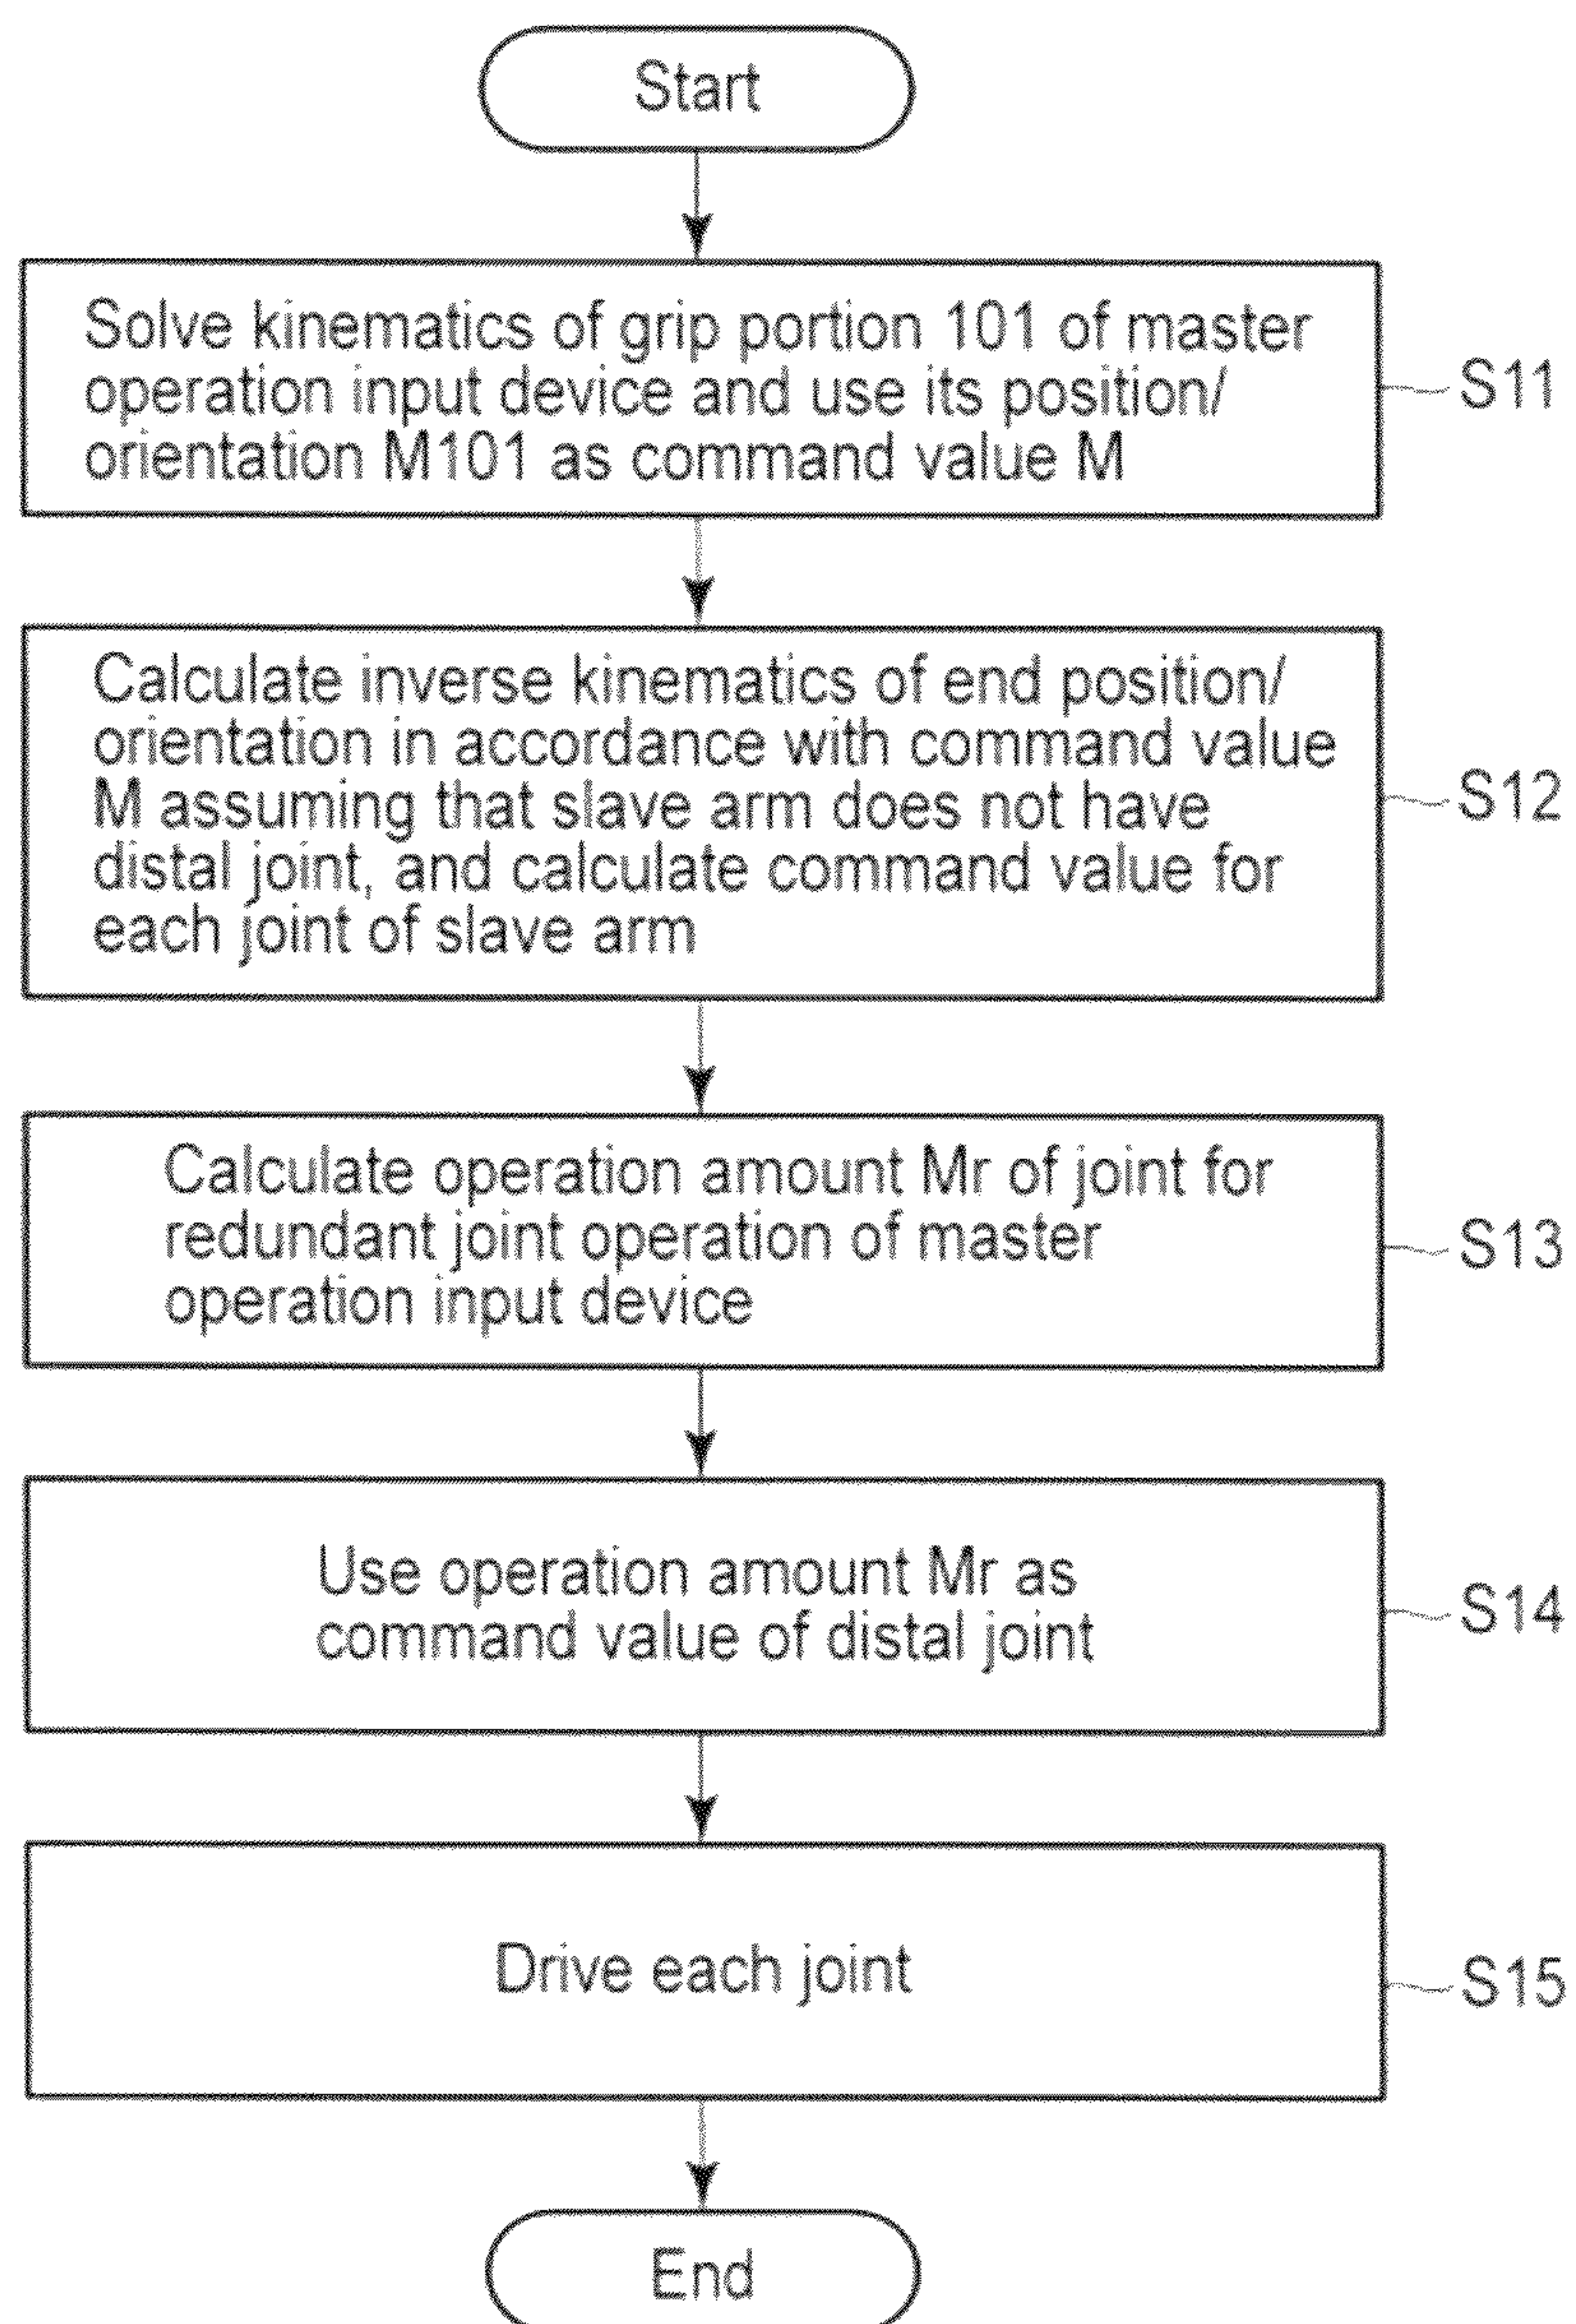 Start
Solve kinematics of grip portion 101 of master
operation input device and use its position/
orientation M101 as command value M
S11
Calculate inverse kinematics of end position/
orientation in accordance with command value
M assuming that slave arm does not have
distal joint, and calculate command value for
each joint of slave arm
S12
Calculate operation amount Mr of joint for
redundant joint operation of master
operation input device
S13
Use operation amount Mr as
command value of distal joint
S14
Drive each joint
S15
End